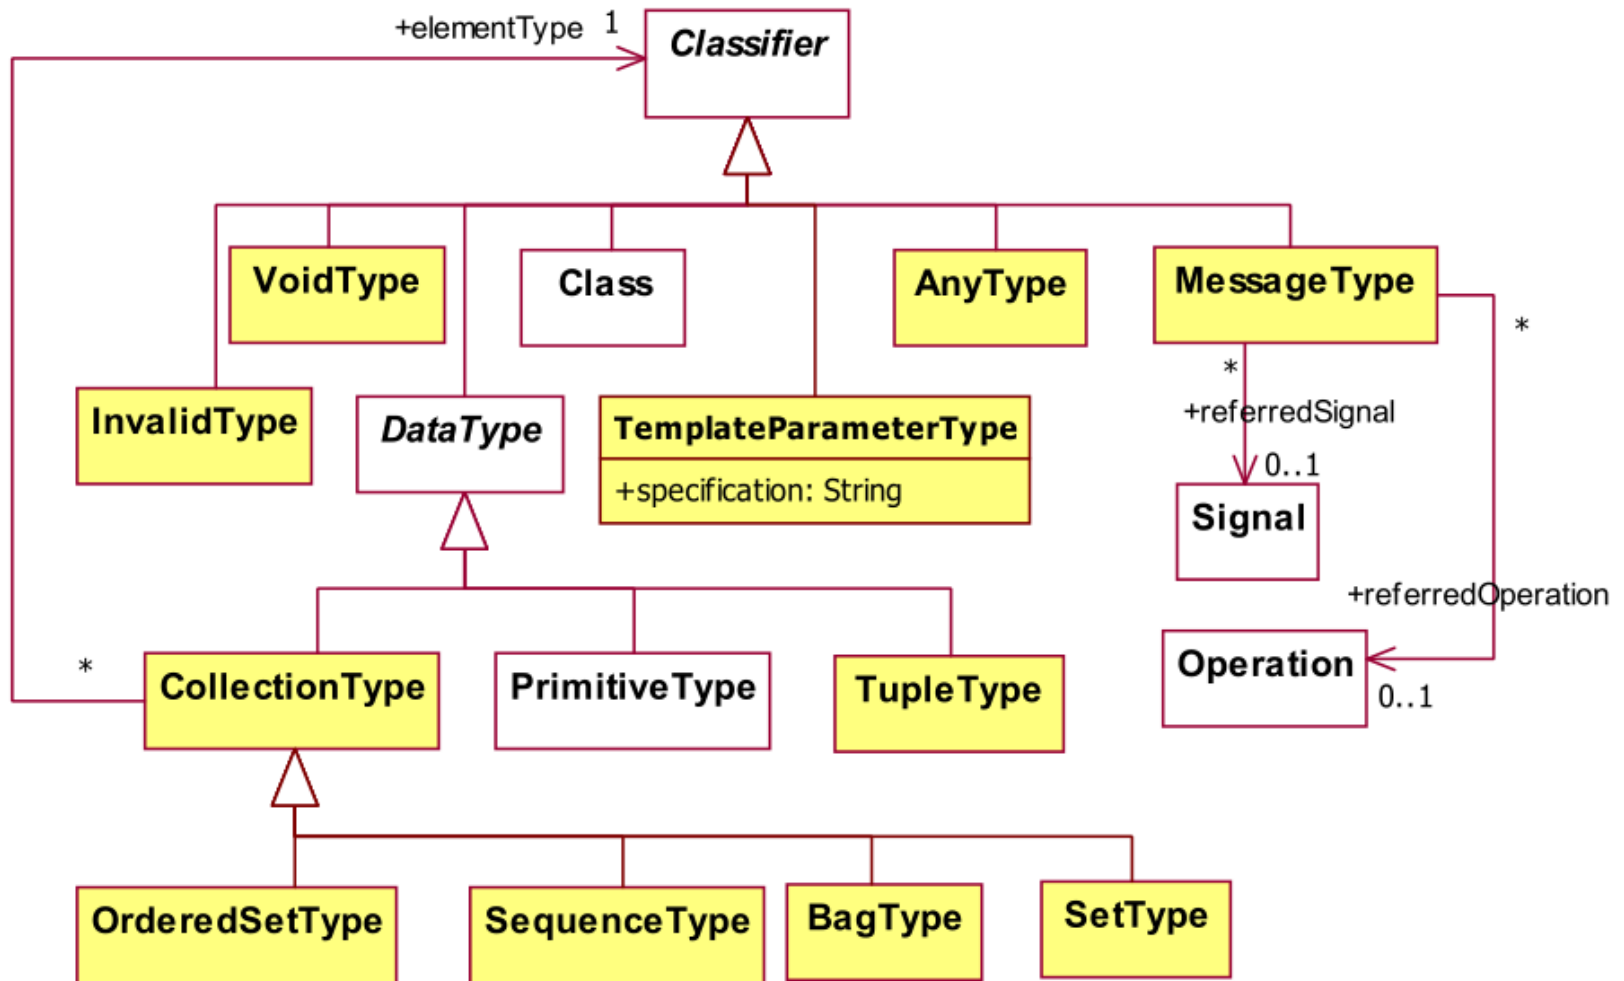 +elementType 1
Classifier
VoidType
Class
AnyType
MessageType
*
*
InvalidType
DataType
TemplateParameterType
+specification: String
+referredSignal
0..1
Signal
+referredOperation
Operation
0..1
*
CollectionType
PrimitiveType
TupleType
OrderedSetType
SequenceType
BagType
SetType